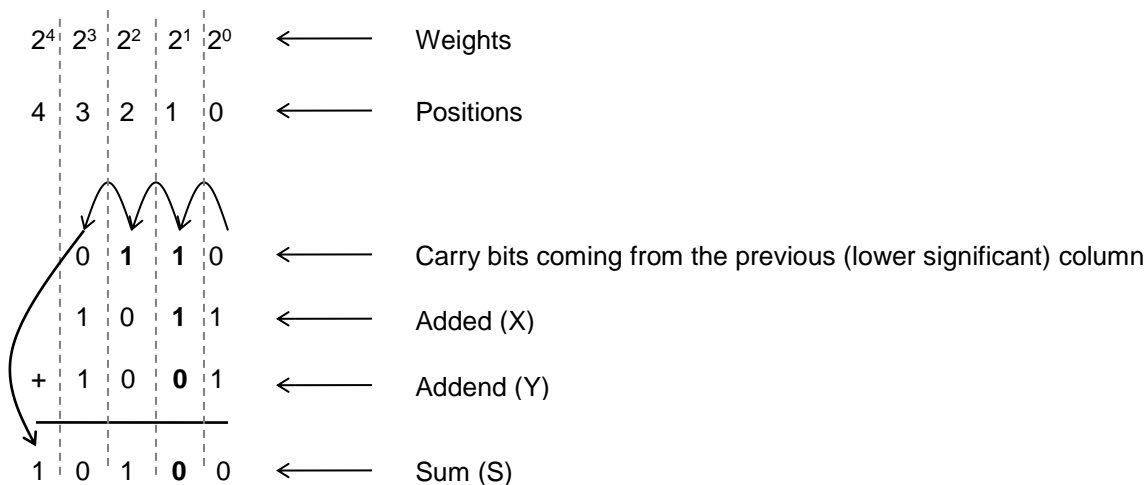 2⁴ 2³ 2² 2¹ 2⁰ Weights
4 3 2 1 0 Positions
0 1 1 0 Carry bits coming from the previous (lower significant) column
1 0 1 1 Added (X)
+ 1 0 0 1 Addend (Y)
1 0 1 0 0 Sum (S)